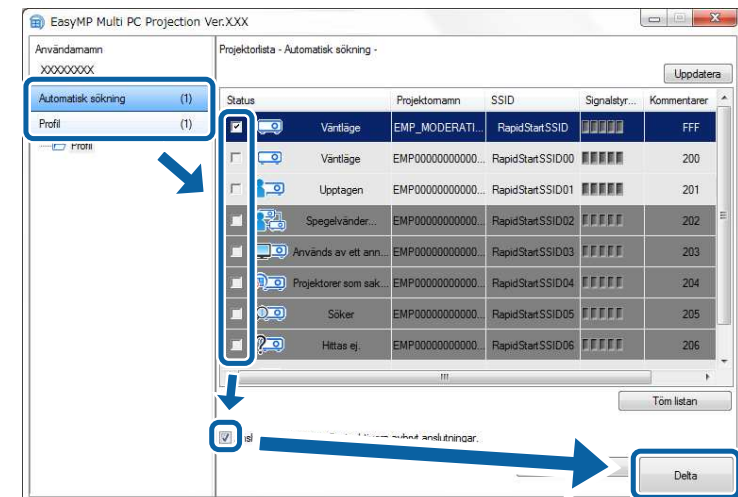 EasyMP Multi PC Projection Ver.XXX
Användarnamn
XXXXXXXX
Automatisk sökning (1)
Profil (1)
Profil
Projektorlista - Automatisk sökning -
Uppdatera
Status Projektornamn SSID Signalstyr... Kommentarer
Vänteläge EMP_MODERATI... RapidStartSSID FFF
Vänteläge EMP00000000000... RapidStartSSID00 200
Upptagen EMP00000000000... RapidStartSSID01 201
Spegelvänder... EMP00000000000... RapidStartSSID02 202
Används av ett ann... EMP00000000000... RapidStartSSID03 203
Projektorer som sak... EMP00000000000... RapidStartSSID04 204
Söker EMP00000000000... RapidStartSSID05 205
Hittas ej. EMP00000000000... RapidStartSSID06 206
Töm listan
avbryt anslutningar.
Delta